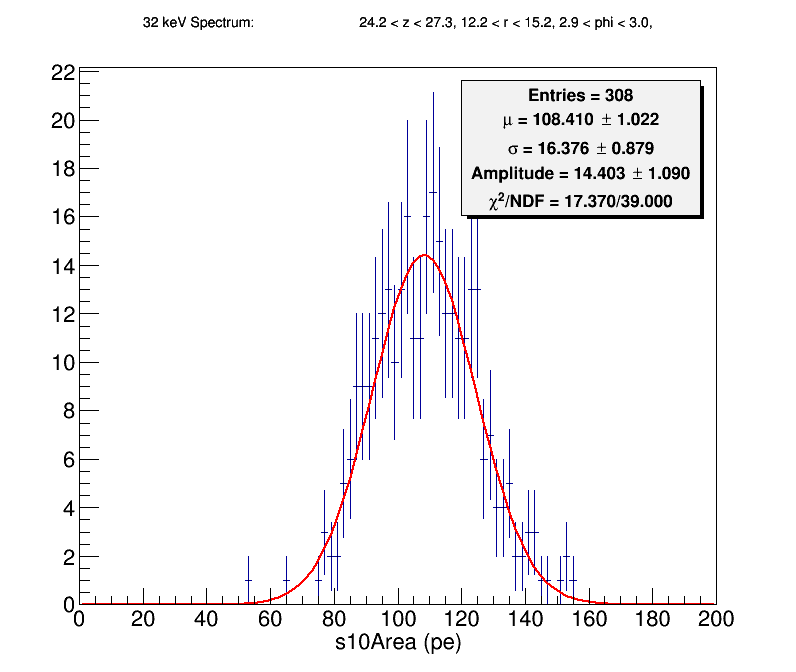 32 keV Spectrum: 24.2 < z < 27.3, 12.2 < r < 15.2, 2.9 < phi < 3.0,
Entries = 308
μ = 108.410 ± 1.022
σ = 16.376 ± 0.879
Amplitude = 14.403 ± 1.090
χ²/NDF = 17.370/39.000
22
20
18
16
14
12
10
8
6
4
2
0
0 20 40 60 80 100 120 140 160 180 200
s10Area (pe)